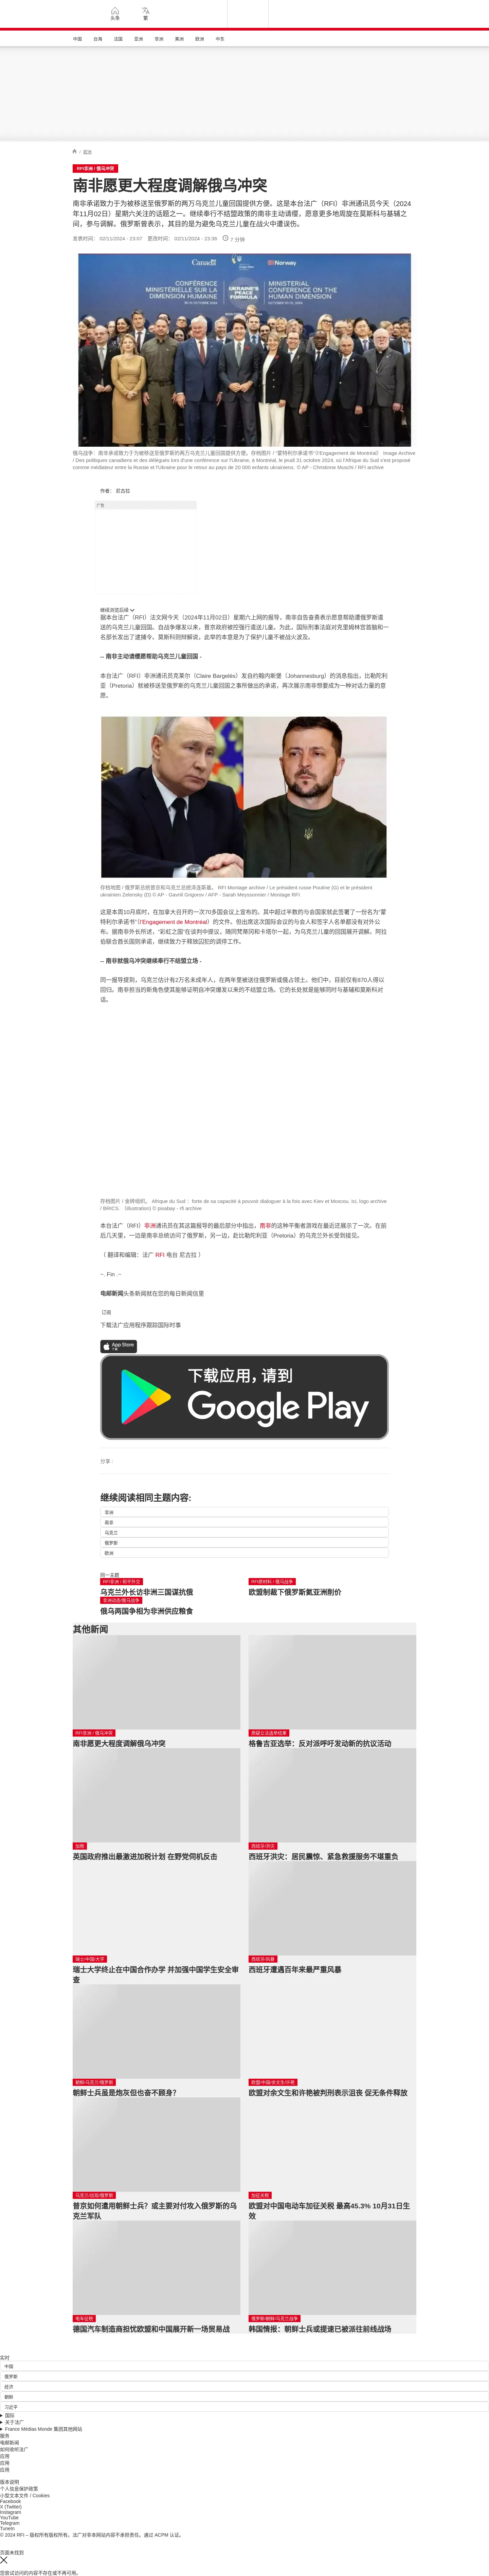 头条
繁
中国
台海
法国
亚洲
非洲
美洲
欧洲
中东
/ 政治
RFI非洲 / 俄乌冲突
南非愿更大程度调解俄乌冲突
南非承诺致力于为被移送至俄罗斯的两万乌克兰儿童回国提供方便。这是本台法广（RFI）非洲通讯员今天（2024
年11月02日）星期六关注的话题之一。继续奉行不结盟政策的南非主动请缨，愿意更多地周旋在莫斯科与基辅之
间，参与调解。俄罗斯曾表示，其目的是为避免乌克兰儿童在战火中遭误伤。
发表时间： 02/11/2024 - 23:07 更改时间： 02/11/2024 - 23:38 7 分钟
Canada
Norway
CONFÉRENCE
MINISTÉRIELLE SUR LA
DIMENSION HUMAINE
UKRAINE'S
PEACE
FORMULA
MINISTERIAL
CONFERENCE ON THE
HUMAN DIMENSION
俄乌战争：南非承诺致力于为被移送至俄罗斯的两万乌克兰儿童回国提供方便。存档图片 / “蒙特利尔承诺书”(l'Engagement de Montréal） Image Archive
/ Des politiques canadiens et des délégués lors d'une conférence sur l'Ukraine, à Montréal, le jeudi 31 octobre 2024, où l'Afrique du Sud s'est proposé
comme médiateur entre la Russie et l'Ukraine pour le retour au pays de 20 000 enfants ukrainiens. © AP - Christinne Muschi / RFI archive
作者： 尼古拉
广告
继续浏览后续
据本台法广（RFI）法文网今天（2024年11月02日）星期六上网的报导，南非自告奋勇表示愿意帮助遭俄罗斯遣
送的乌克兰儿童回国。自战争爆发以来，首京政府被控强行遣送儿童。为此，国际刑事法庭对克里姆林宫首脑和一
名部长发出了逮捕令。莫斯科则辩解说，此举的本意是为了保护儿童不被战火波及。
-- 南非主动请缨愿帮助乌克兰儿童回国 -
本台法广（RFI）非洲通讯员克莱尔（Claire Bargelès）发自约翰内斯堡（Johannesburg）的消息指出，比勒陀利
亚（Pretoria）就被移送至俄罗斯的乌克兰儿童回国之事所做出的承诺，再次展示南非想要成为一种对话力量的意
愿。
存档地图 / 俄罗斯总统普京和乌克兰总统泽连斯基。 RFI Montage archive / Le président russe Poutine (G) et le président
ukrainien Zelensky (D) © AP - Gavriil Grigorov / AFP - Sarah Meyssonnier / Montage RFI
这是本周10月底时，在加拿大召开的一次70多国会议上宣布的。其中超过半数的与会国家就此签署了一份名为“蒙
特利尔承诺书”(l'Engagement de Montréal）的文件。但出席这次法国以国际会议的与会人和签字人名单都没有对外公
布。据南非外长所述，“彩虹之国”在谈判中提议，随同梵蒂冈和卡塔尔一起，为乌克兰儿童的回国展开调解。阿拉
伯联合酋长国则承诺，继续致力于释放囚犯的调停工作。
-- 南非就俄乌冲突继续奉行不结盟立场 -
同一报导提到，乌克兰估计有2万名未成年人，在两年里被送往俄罗斯或俄占领土。他们中，目前仅有870人得以
回归。南非担当的新角色使其能够证明自冲突爆发以来的不结盟立场。它的长处就是能够同时与基辅和莫斯科对
话。
存档图片 / 金砖组织。 Afrique du Sud： forte de sa capacité à pouvoir dialoguer à la fois avec Kiev et Moscou. Ici, logo archive
/ BRICS. （Illustration) © pixabay - rfi archive
本台法广（RFI）非洲通讯员在其这篇报导的最后部分中指出，南非的这种平衡者游戏在最近还展示了一次。在前
后几天里，一边是南非总统访问了俄罗斯，另一边，赴比勒陀利亚（Pretoria）的乌克兰外长受到接见。
（ 翻译和编辑：法广 RFI 电台 尼古拉 ）
~. Fin .~
电邮新闻头条新闻就在您的每日新闻信里
订阅
下载法广应用程序跟踪国际时事
App Store
下载应用，请到
Google Play
分享 :
继续阅读相同主题内容:
非洲
南非
乌克兰
俄罗斯
欧洲
同一主题
RFI非洲 / 和平外交
乌克兰外长访非洲三国谋抗俄
RFI原材料 / 俄乌战争
欧盟制裁下俄罗斯氦亚洲削价
非洲动态/俄乌战争
俄乌两国争相为非洲供应粮食
其他新闻
RFI非洲 / 俄乌冲突
南非愿更大程度调解俄乌冲突
质疑立法选举结果
格鲁吉亚选举：反对派呼吁发动新的抗议活动
加税
英国政府推出最激进加税计划 在野党伺机反击
西班牙/洪灾
西班牙洪灾：居民震惊、紧急救援服务不堪重负
瑞士/中国/大学
瑞士大学终止在中国合作办学 并加强中国学生安全审
查
西班牙/风暴
西班牙遭遇百年来最严重风暴
朝鲜/乌克兰/俄罗斯
朝鲜士兵虽是炮灰但也奋不顾身？
欧盟/中国/余文生/许艳
欧盟对余文生和许艳被判刑表示沮丧 促无条件释放
乌克兰/台海/俄罗斯
普京如何遣用朝鲜士兵？或主要对付攻入俄罗斯的乌
克兰军队
加征关税
欧盟对中国电动车加征关税 最高45.3% 10月31日生
效
电车征税
德国汽车制造商担忧欧盟和中国展开新一场贸易战
俄罗斯/朝鲜/乌克兰战争
韩国情报：朝鲜士兵或提速已被派往前线战场
实时
中国
俄罗斯
经济
朝鲜
习近平
国际
关于法广
France Médias Monde 集团其他网站
服务
电邮新闻
如何收听法广
应用
应用
应用
版本说明
个人信息保护政策
小型文本文件 / Cookies
Facebook
X (Twitter)
Instagram
YouTube
Telegram
TuneIn
© 2024 RFI – 版权所有版权所有。法广对非本网站内容不承担责任。通过 ACPM 认证。
页面未找到
您尝试访问的内容不存在或不再可用。